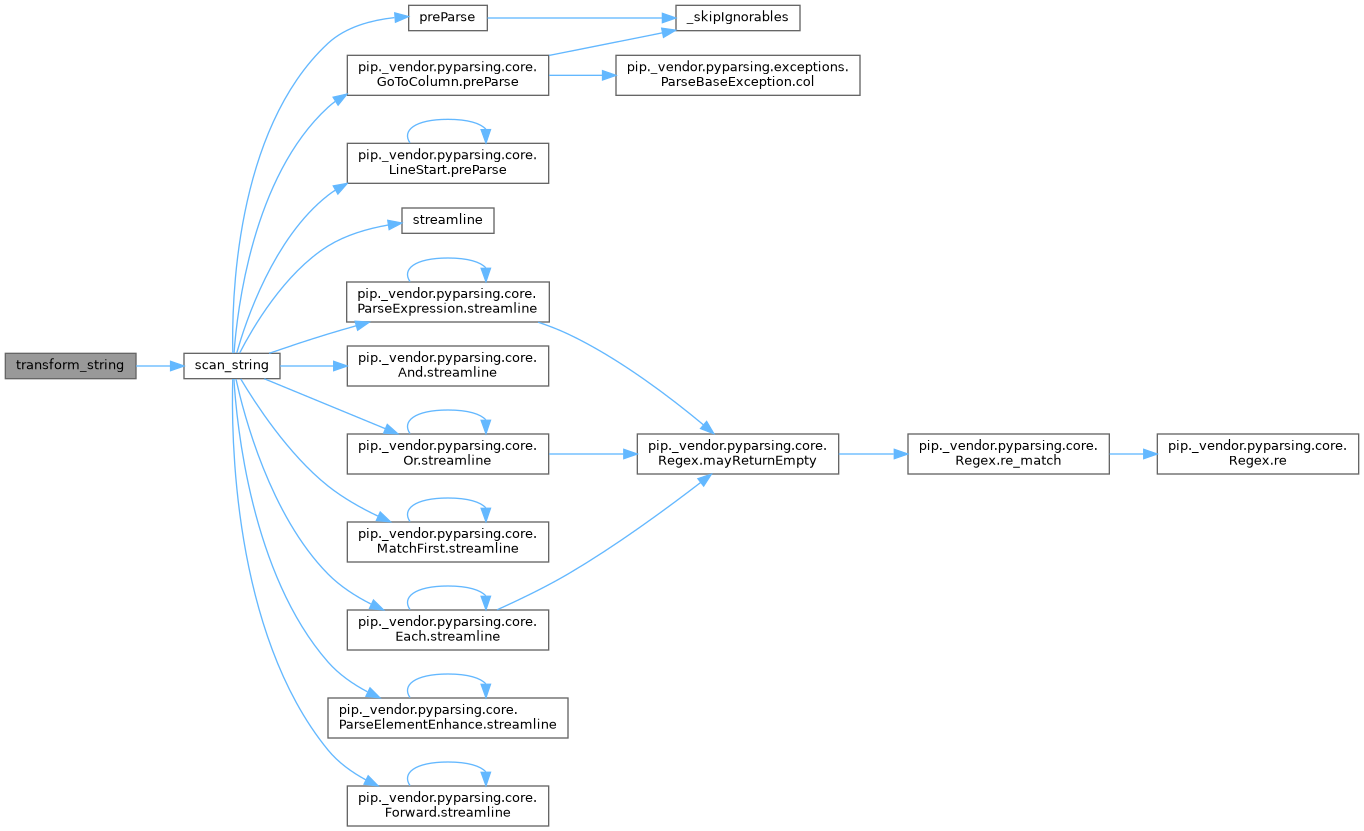 preParse
_skipIgnorables
pip._vendor.pyparsing.core.
GoToColumn.preParse
pip._vendor.pyparsing.exceptions.
ParseBaseException.col
pip._vendor.pyparsing.core.
LineStart.preParse
streamline
pip._vendor.pyparsing.core.
ParseExpression.streamline
transform_string
scan_string
pip._vendor.pyparsing.core.
And.streamline
pip._vendor.pyparsing.core.
Or.streamline
pip._vendor.pyparsing.core.
Regex.mayReturnEmpty
pip._vendor.pyparsing.core.
Regex.re_match
pip._vendor.pyparsing.core.
Regex.re
pip._vendor.pyparsing.core.
MatchFirst.streamline
pip._vendor.pyparsing.core.
Each.streamline
pip._vendor.pyparsing.core.
ParseElementEnhance.streamline
pip._vendor.pyparsing.core.
Forward.streamline